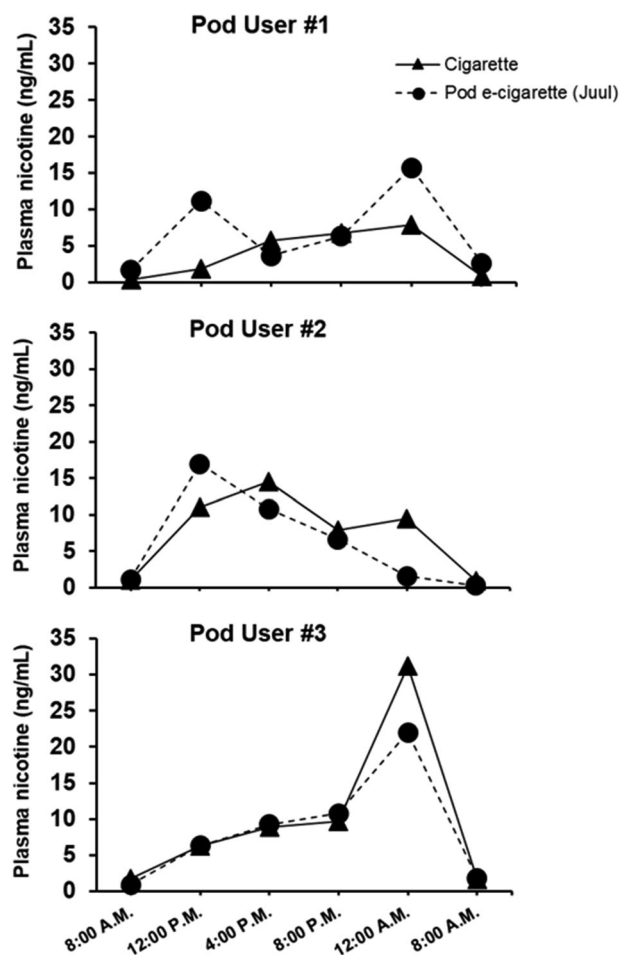 Pod User #1
Plasma nicotine (ng/mL)
35
30
25
20
15
10
5
0
Cigarette
Pod e-cigarette (Juul)
Pod User #2
Plasma nicotine (ng/mL)
35
30
25
20
15
10
5
0
Pod User #3
Plasma nicotine (ng/mL)
35
30
25
20
15
10
5
0
8:00 A.M.
12:00 P.M.
4:00 P.M.
8:00 P.M.
12:00 A.M.
8:00 A.M.